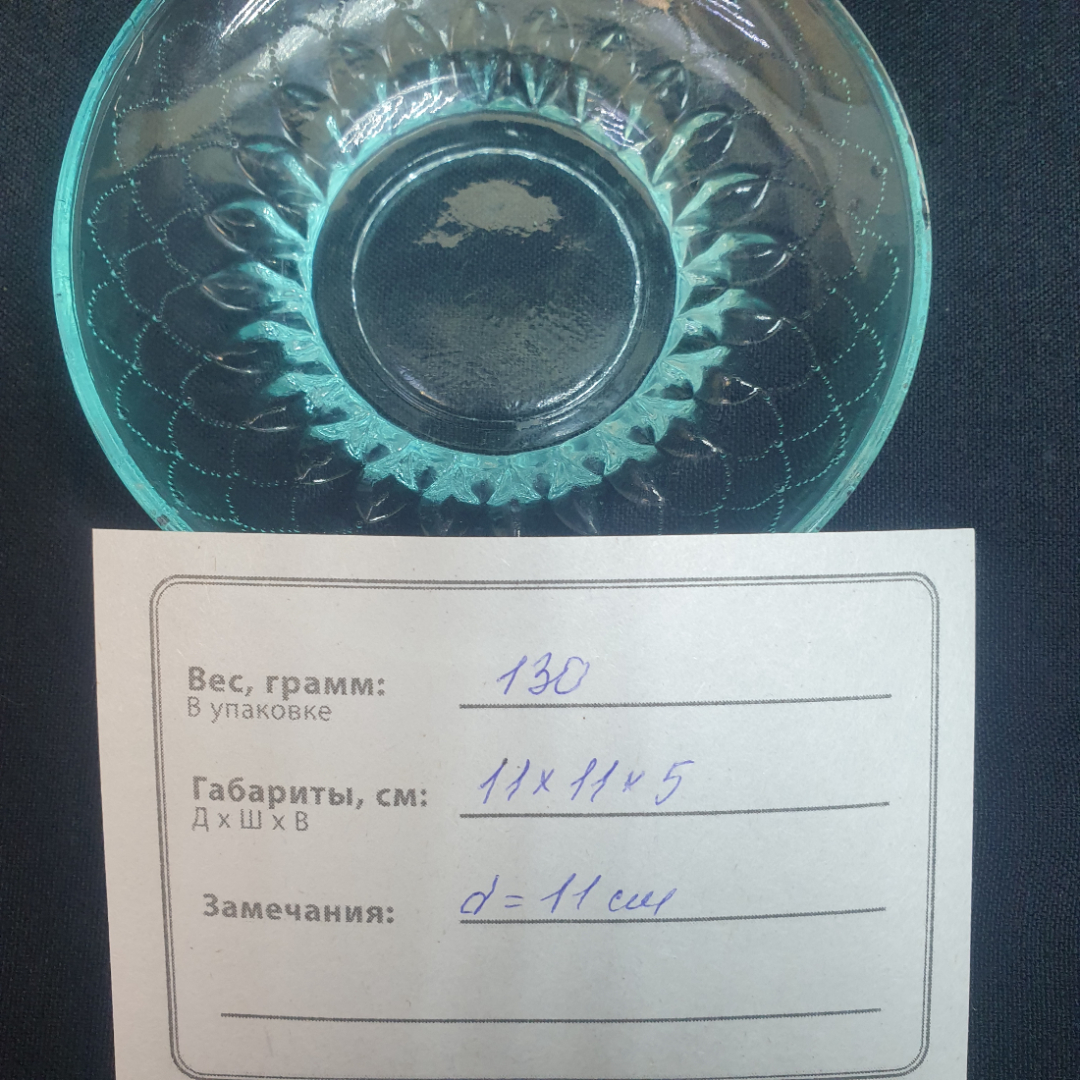 Вес, грамм: 130
В упаковке
Габариты, см: 11 x 11 x 5
Д x Ш x В
Замечания: d = 11 см